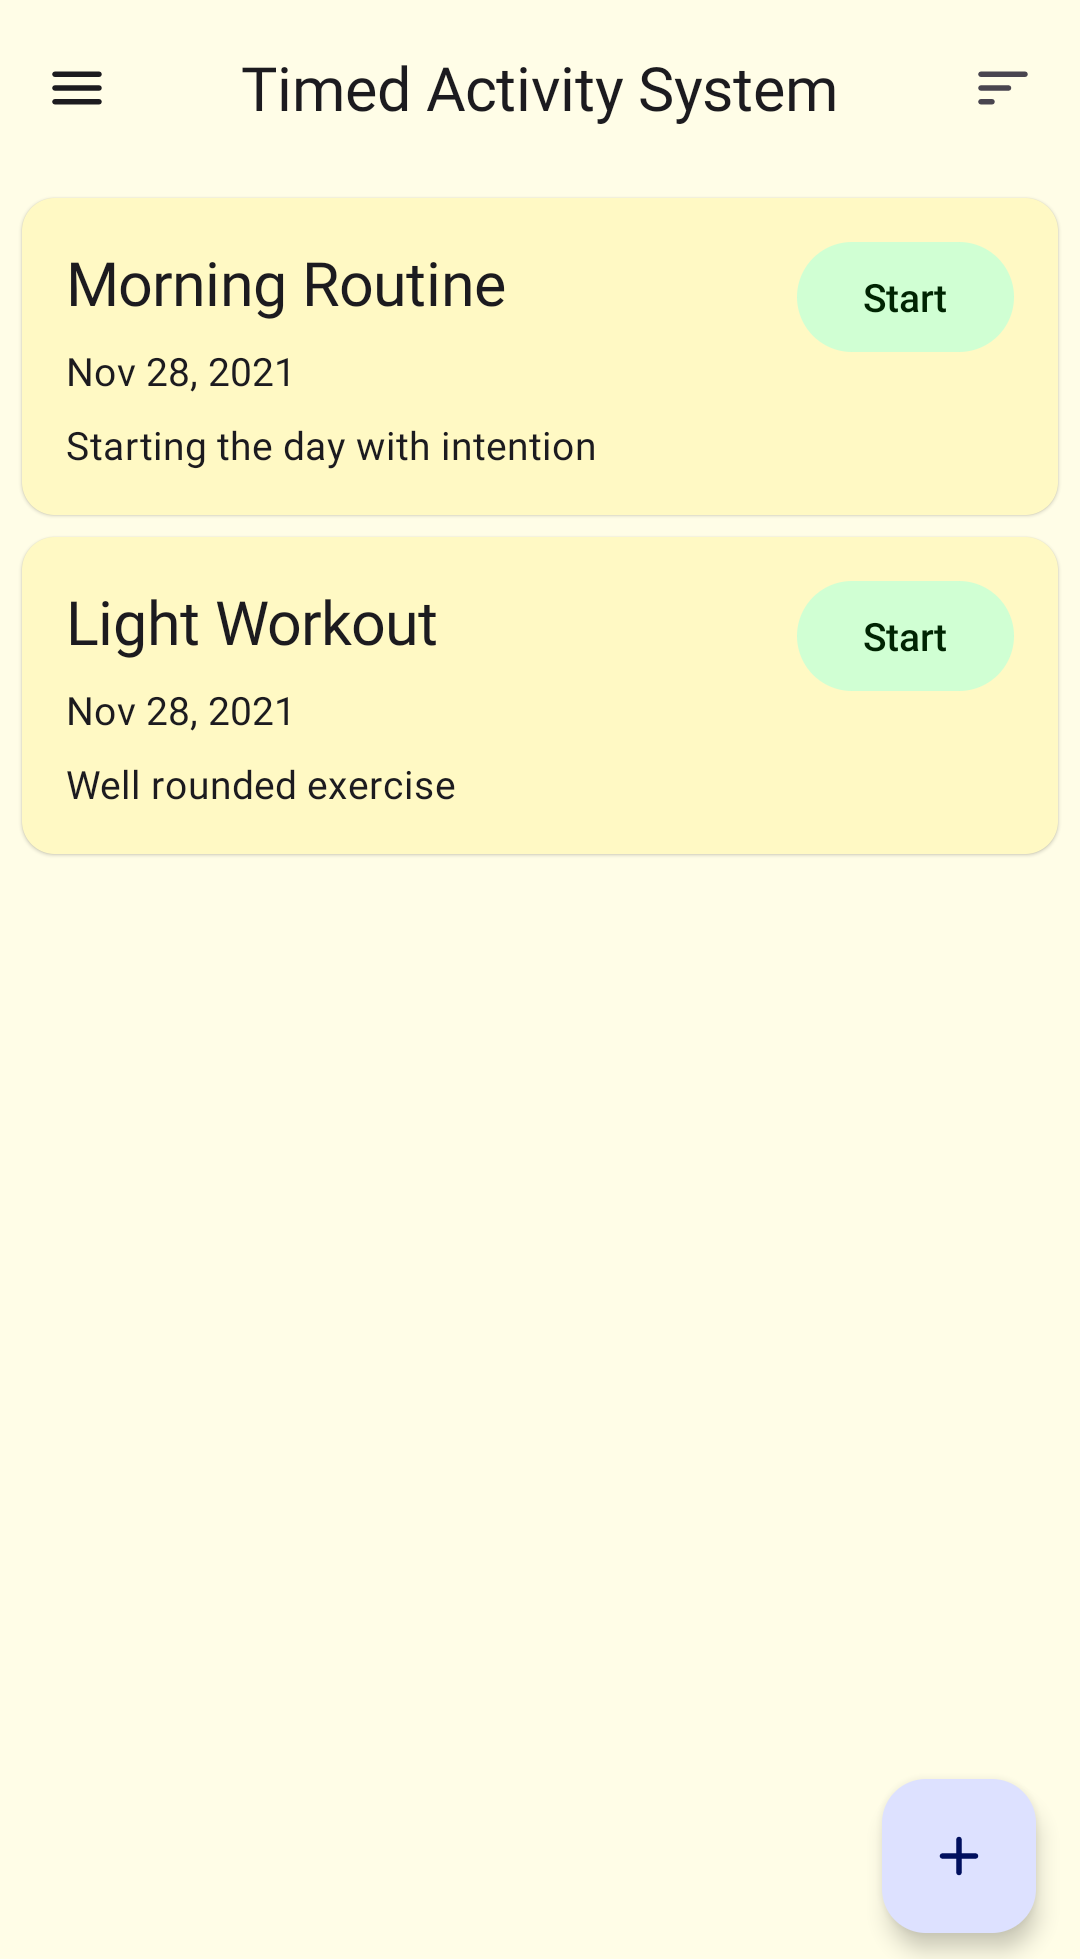 Timed Activity System
Morning Routine
Start
Nov 28, 2021
Starting the day with intention
Light Workout
Start
Nov 28, 2021
Well rounded exercise